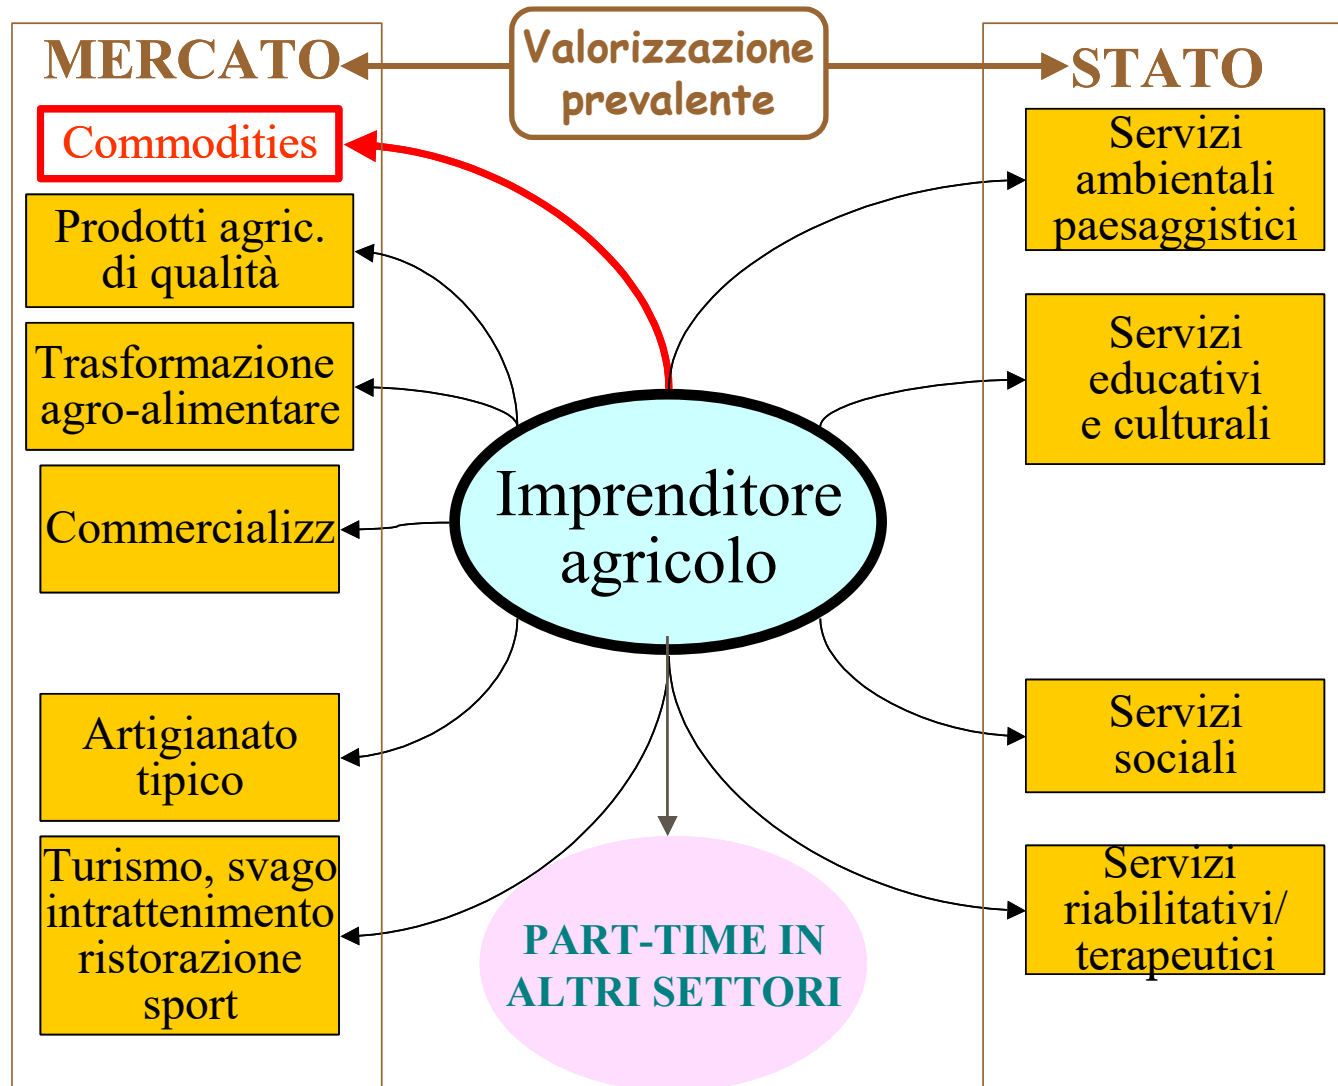 MERCATO
Valorizzazione
prevalente
STATO
Commodities
Prodotti agric.
di qualità
Trasformazione
agro-alimentare
Commercializz
Artigianato
tipico
Turismo, svago
intrattenimento
ristorazione
sport
Imprenditore
agricolo
PART-TIME IN
ALTRI SETTORI
Servizi
ambientali
paesaggistici
Servizi
educativi
e culturali
Servizi
sociali
Servizi
riabilitativi/
terapeutici